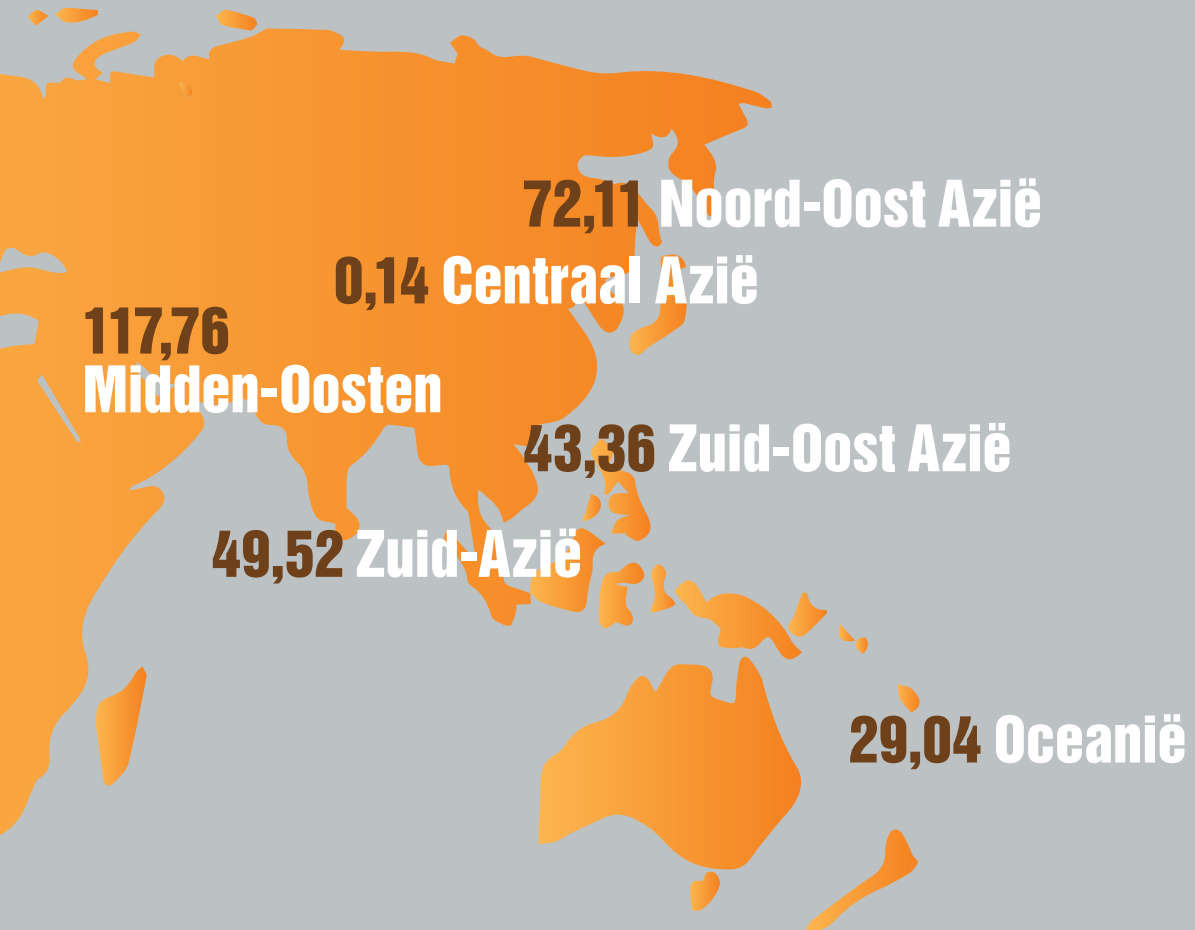 72,11 Noord-Oost Azië
0,14 Centraal Azië
117,76
Midden-Oosten
43,36 Zuid-Oost Azië
49,52 Zuid-Azië
29,04 Oceanië